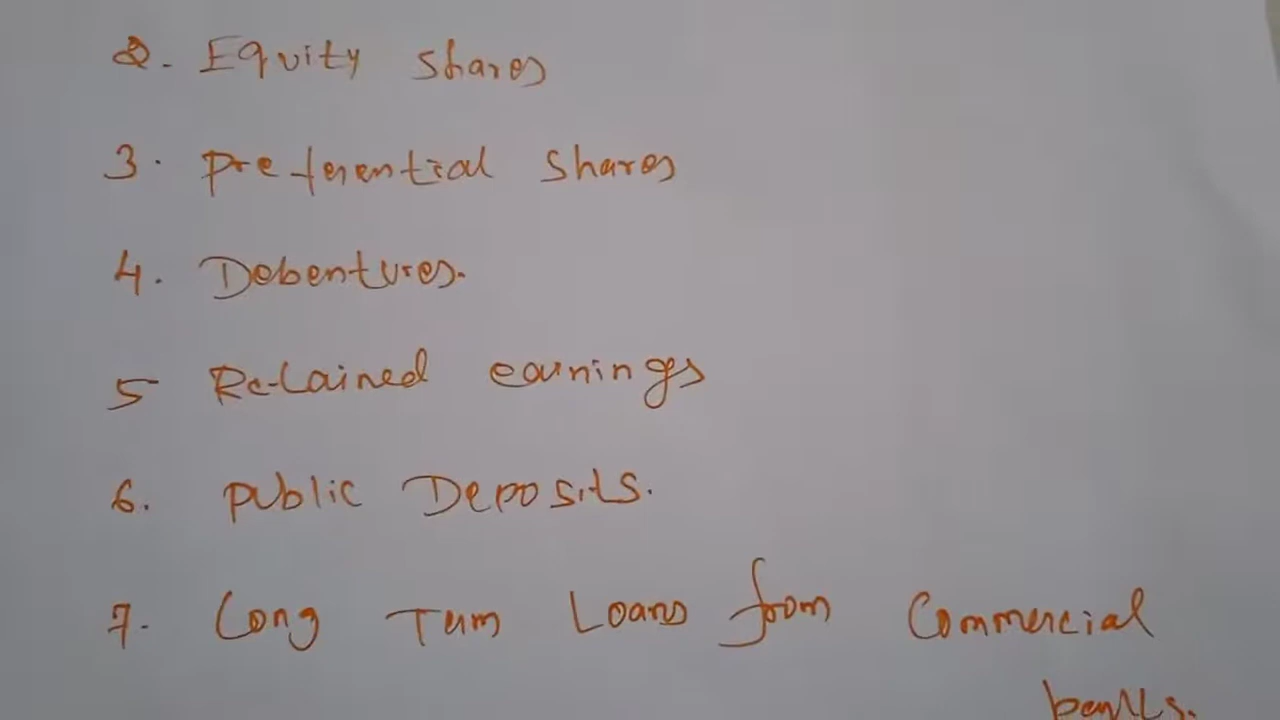 2. Equity shares
3. Preferential shares
4. Debentures.
5 Retained earnings
6. Public Deposits.
7. Long Term Loans from Commercial
banks.